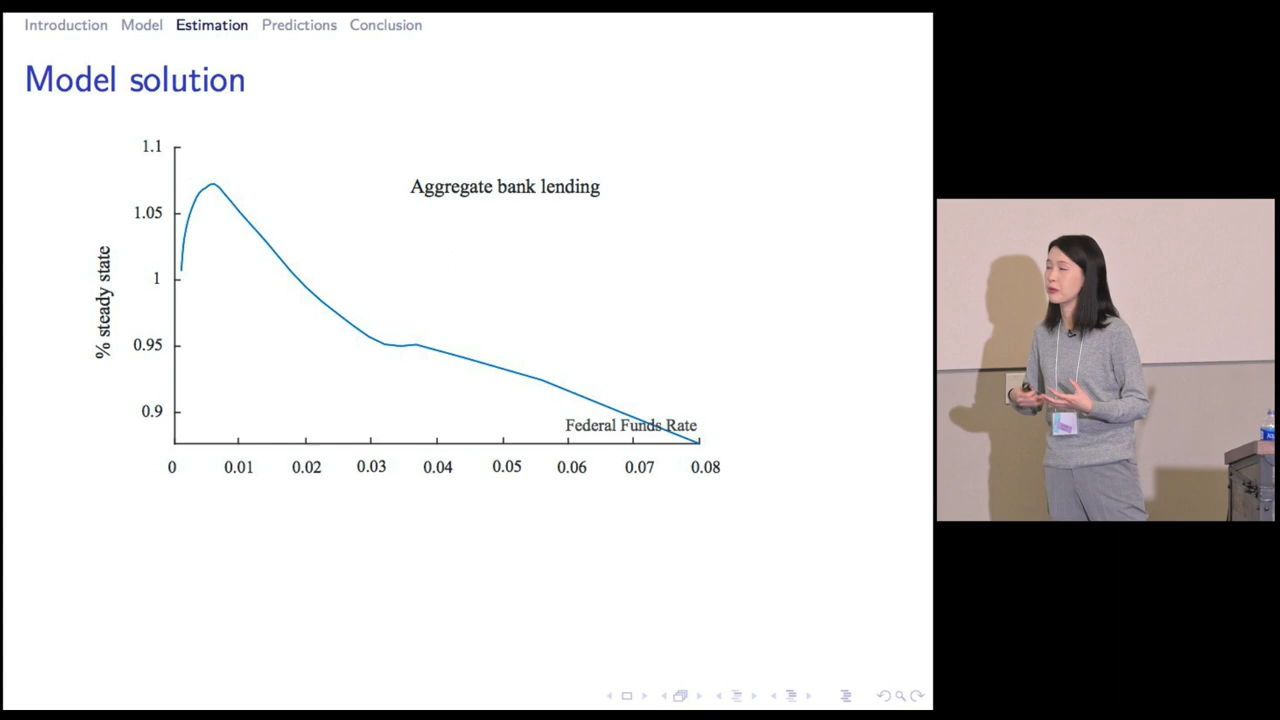 Introduction Model Estimation Predictions Conclusion
Model solution
1.1
1.05
1
0.95
0.9
% steady state
Aggregate bank lending
Federal Funds Rate
0 0.01 0.02 0.03 0.04 0.05 0.06 0.07 0.08